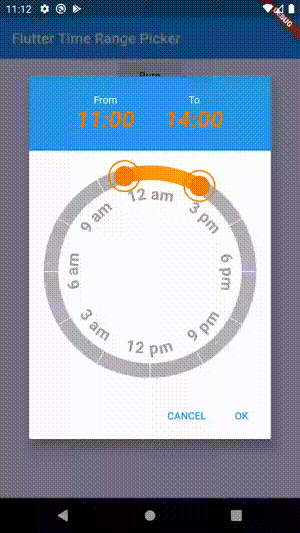 11:12
DEBUG
Flutter Time Range Picker
Pure
From To
11:00 14:00
12 am
3 pm
6 pm
9 pm
12 pm
3 am
6 am
9 am
CANCEL OK